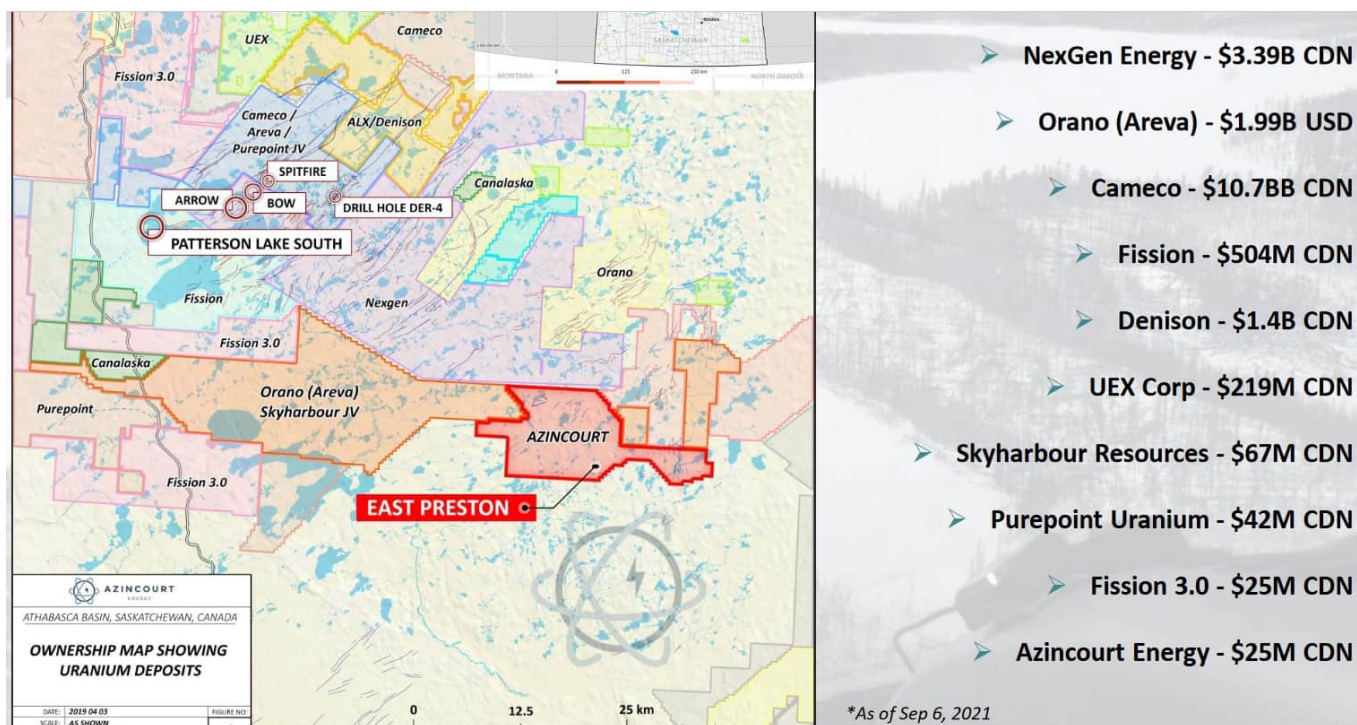 UEX
Cameco
Fission 3.0
REGINA
SASKATCHEWAN
MONTANA
NORTH DAKOTA
0
125
250 km
Cameco /
Areva /
Purepoint JV
ALX/Denison
SPITFIRE
ARROW
BOW
DRILL HOLE DER-4
PATTERSON LAKE SOUTH
Canalaska
Orano
Fission
Nexgen
Fission 3.0
Canalaska
Orano (Areva)
Skyharbour JV
Purepoint
AZINCOURT
Fission 3.0
EAST PRESTON
AZINCOURT
ENERGY
ATHABASCA BASIN, SASKATCHEWAN, CANADA
OWNERSHIP MAP SHOWING
URANIUM DEPOSITS
DATE: 2019 04 03
FIGURE NO:
SCALE: AS SHOWN
0
12.5
25 km
NexGen Energy - $3.39B CDN
Orano (Areva) - $1.99B USD
Cameco - $10.7BB CDN
Fission - $504M CDN
Denison - $1.4B CDN
UEX Corp - $219M CDN
Skyharbour Resources - $67M CDN
Purepoint Uranium - $42M CDN
Fission 3.0 - $25M CDN
Azincourt Energy - $25M CDN
*As of Sep 6, 2021